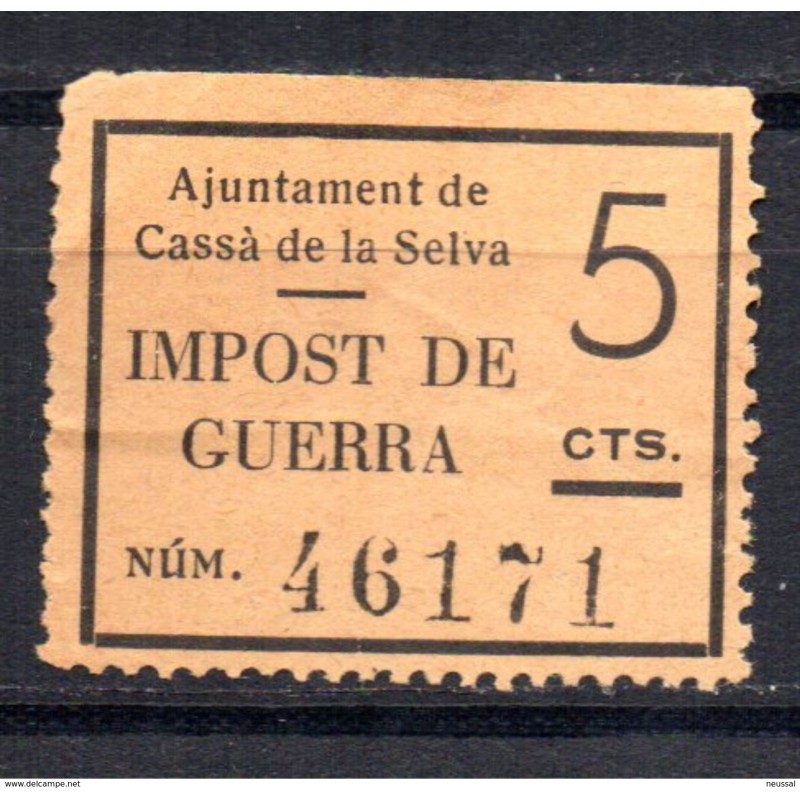 Ajuntament de
Cassà de la Selva
IMPOST DE
GUERRA
5
CTS.
NÚM. 46171
www.delcampe.net
neussal